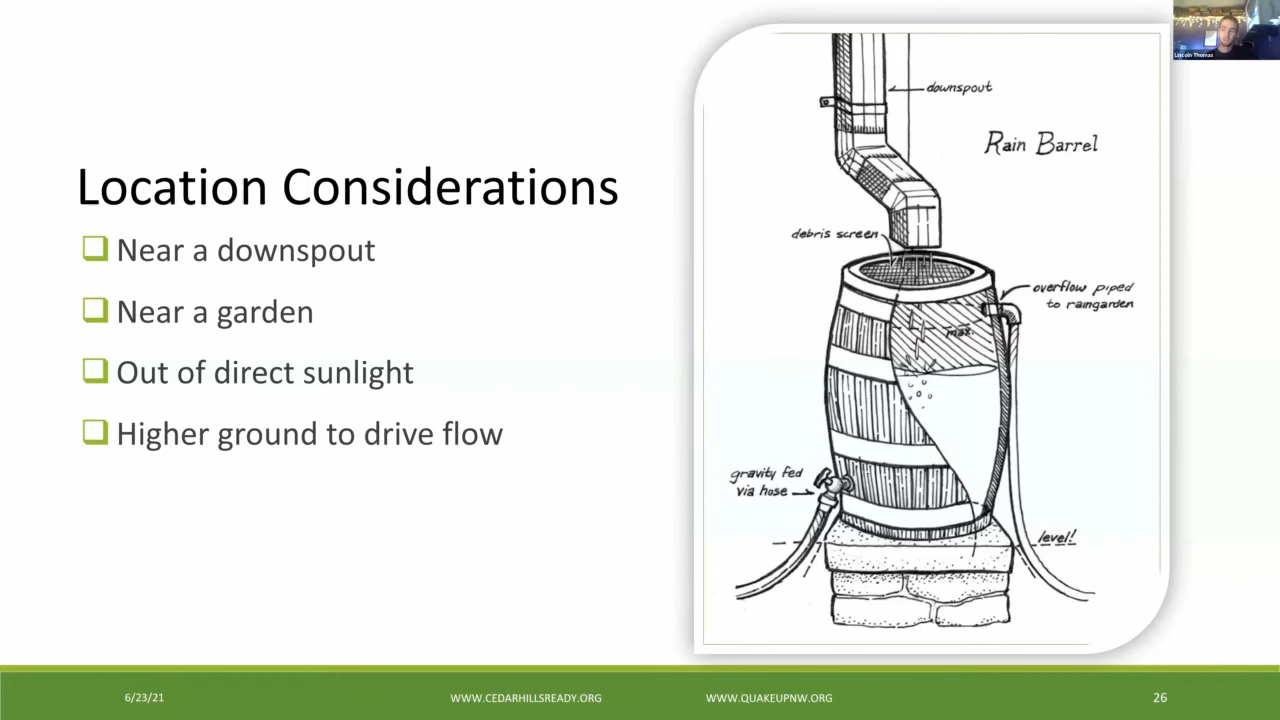 Lincoln Thomas
Location Considerations
Near a downspout
Near a garden
Out of direct sunlight
Higher ground to drive flow
downspout
Rain Barrel
debris screen
overflow piped
to raingarden
max.
gravity fed
via hose
level!
6/23/21
WWW.CEDARHILLSREADY.ORG
WWW.QUAKEUPNW.ORG
26